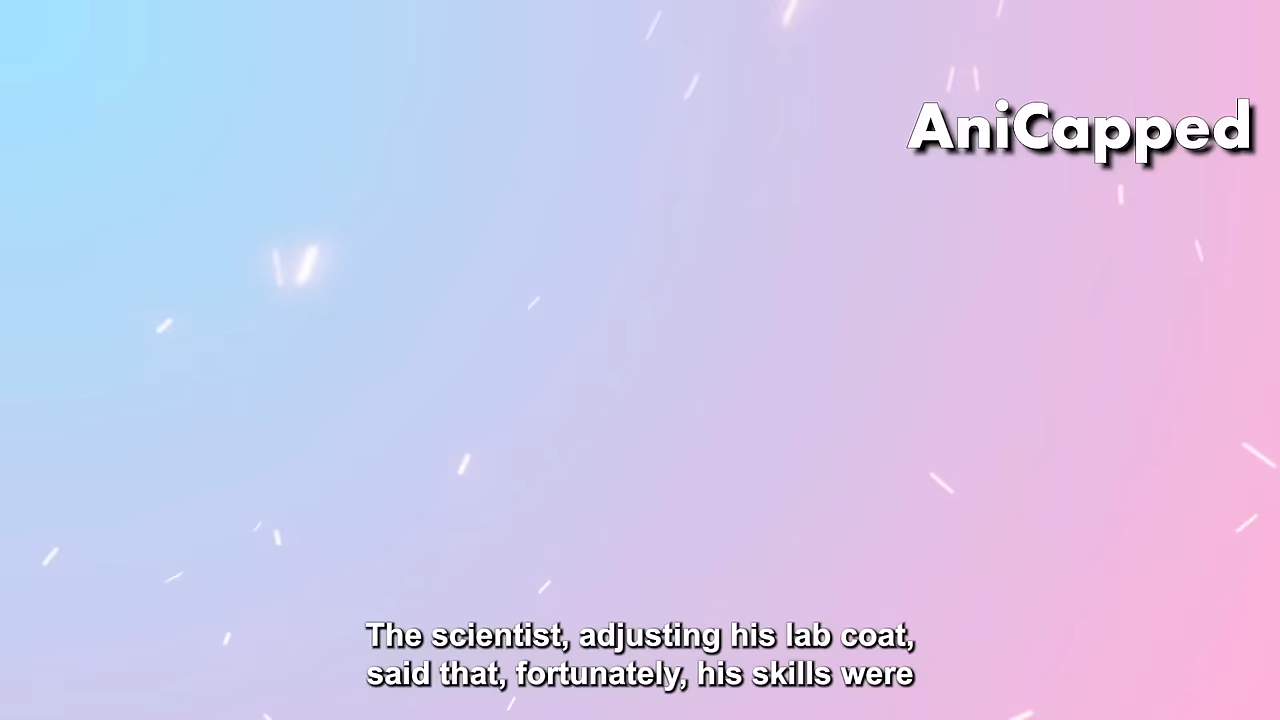 AniCapped
The scientist, adjusting his lab coat,
said that, fortunately, his skills were